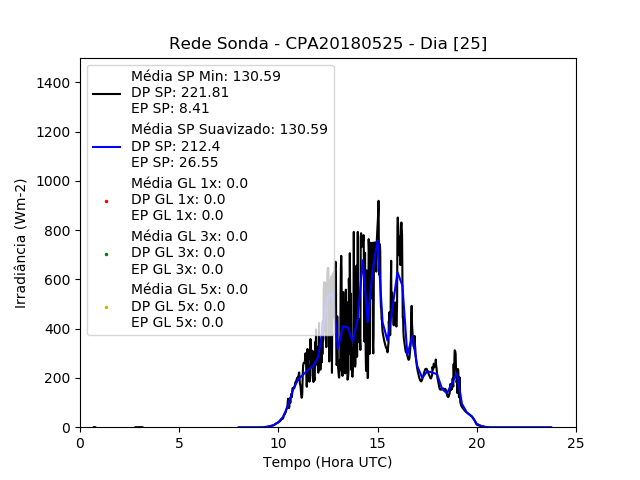 Rede Sonda - CPA20180525 - Dia [25]
Média SP Min: 130.59
DP SP: 221.81
EP SP: 8.41
Média SP Suavizado: 130.59
DP SP: 212.4
EP SP: 26.55
Média GL 1x: 0.0
DP GL 1x: 0.0
EP GL 1x: 0.0
Média GL 3x: 0.0
DP GL 3x: 0.0
EP GL 3x: 0.0
Média GL 5x: 0.0
DP GL 5x: 0.0
EP GL 5x: 0.0
Irradiância (Wm-2)
1400
1200
1000
800
600
400
200
0
0 5 10 15 20 25
Tempo (Hora UTC)